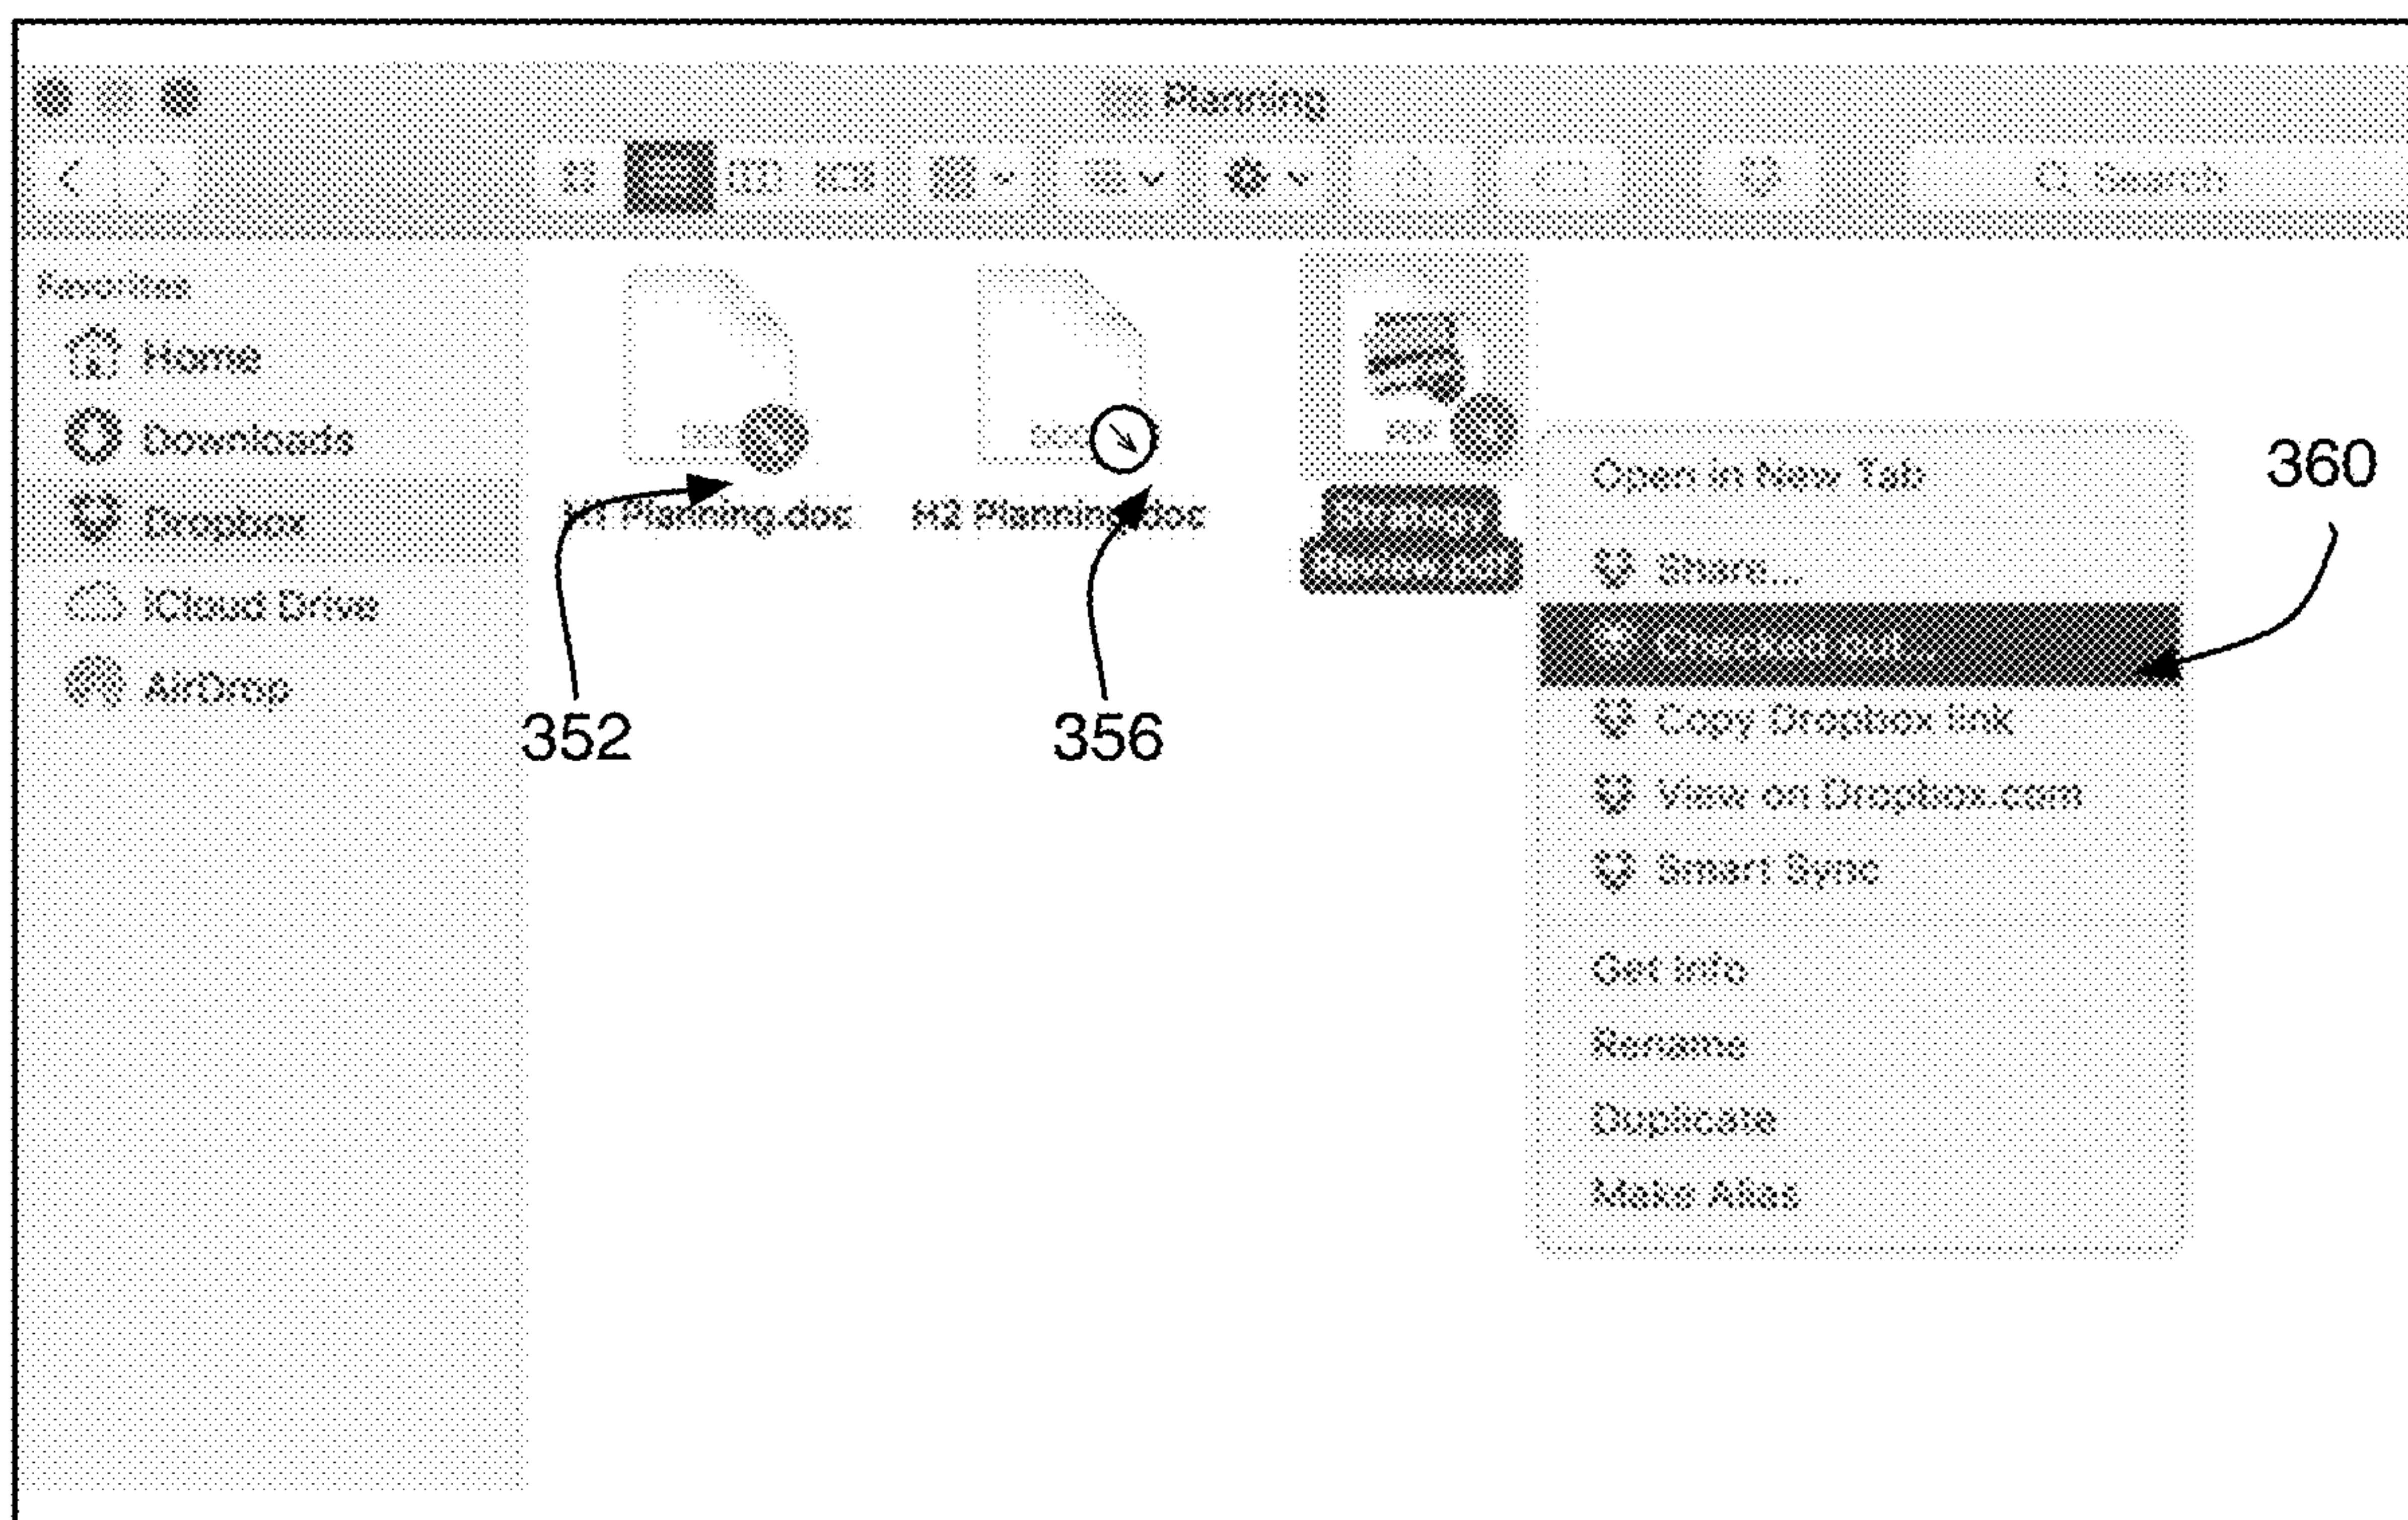 Planning
Search
Favorites
Home
Downloads
Dropbox
iCloud Drive
AirDrop
H1 Planning.doc
H2 Planning.doc
352
356
360
Open in New Tab
Share...
Checked out
Copy Dropbox link
View on Dropbox.com
Smart Sync
Get Info
Rename
Duplicate
Make Alias